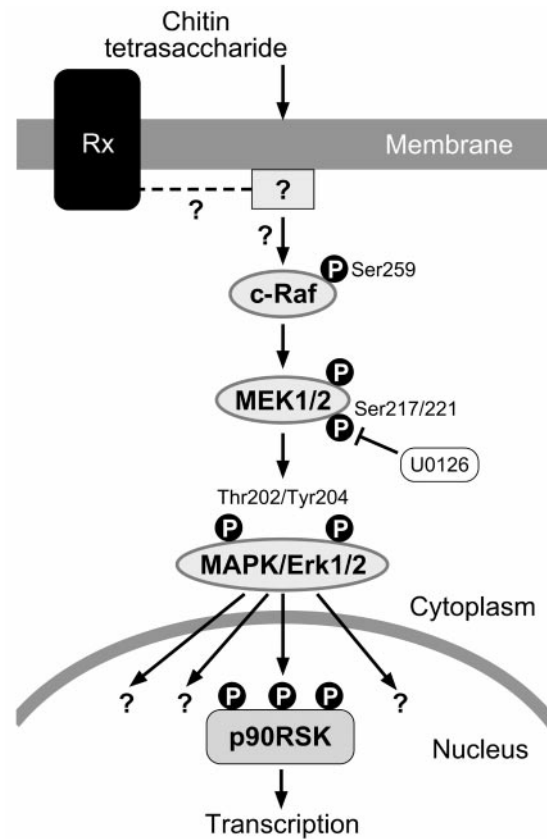 Chitin
tetrasaccharide
Rx
Membrane
?
?
?
P
Ser259
c-Raf
P
MEK1/2
Ser217/221
P
U0126
Thr202/Tyr204
P P
MAPK/Erk1/2
Cytoplasm
? ? ?
P P P
p90RSK
Nucleus
Transcription